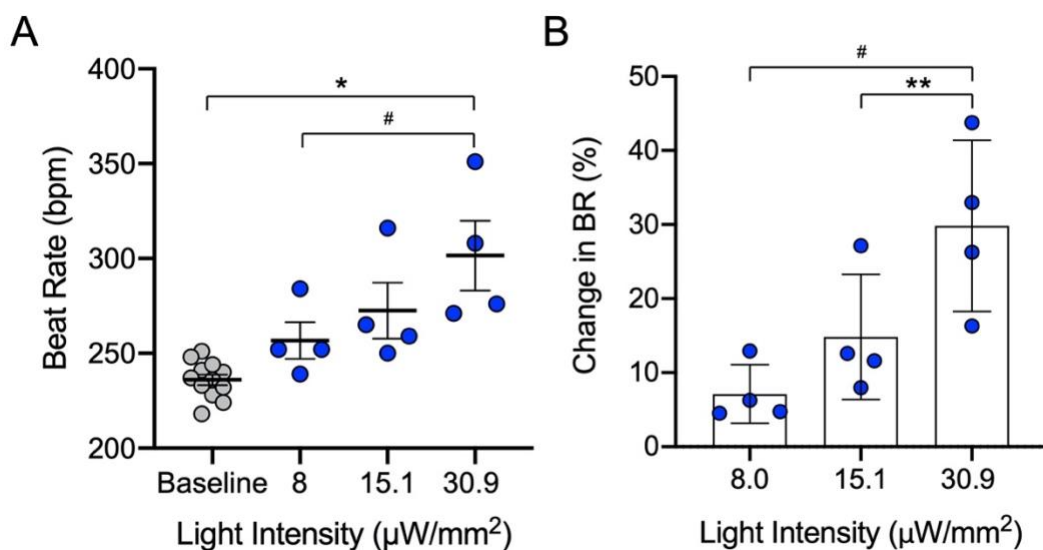 A
Beat Rate (bpm)
400
350
300
250
200
*
#
Baseline 8 15.1 30.9
Light Intensity (µW/mm²)
B
Change in BR (%)
50
40
30
20
10
0
#
**
8.0 15.1 30.9
Light Intensity (µW/mm²)